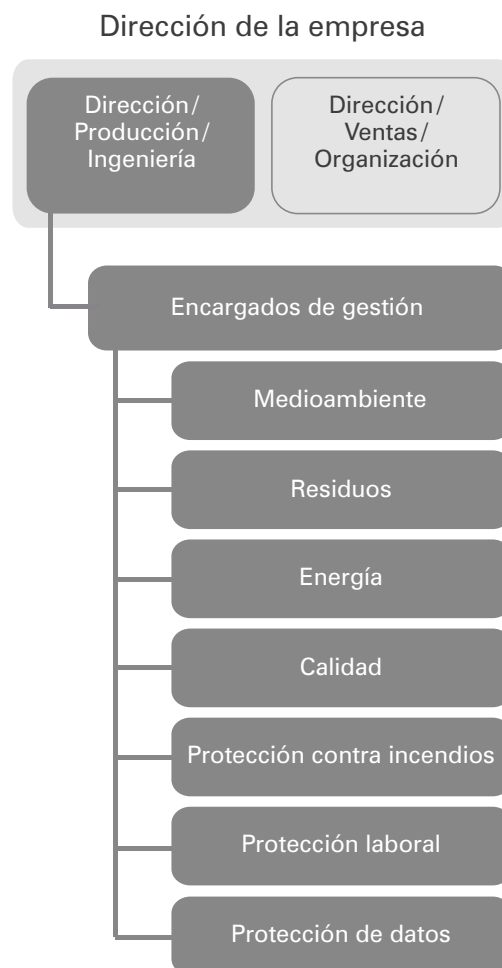 Dirección de la empresa
Dirección/
Producción/
Ingeniería
Dirección/
Ventas/
Organización
Encargados de gestión
Medioambiente
Residuos
Energía
Calidad
Protección contra incendios
Protección laboral
Protección de datos